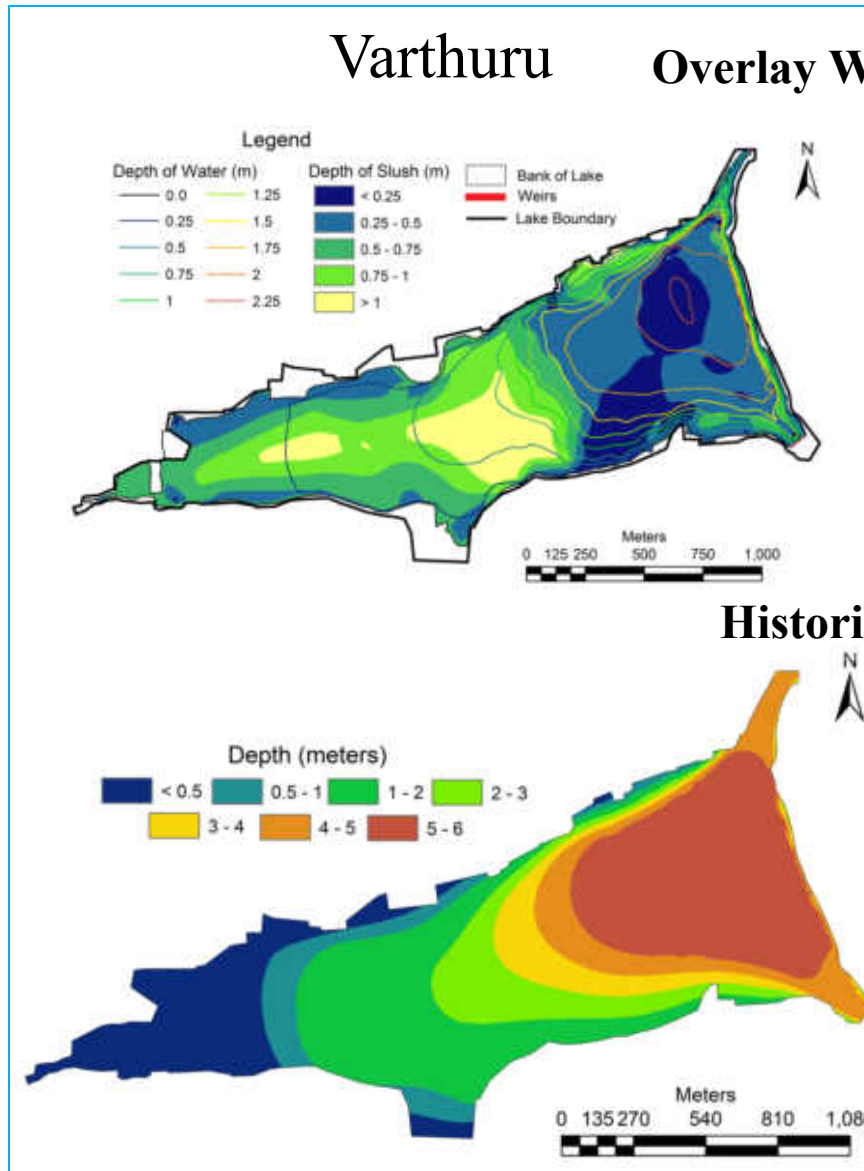 Varthuru Overlay W
Legend
N
Depth of Water (m)
0.0 1.25
0.25 1.5
0.5 1.75
0.75 2
1 2.25
Depth of Slush (m)
< 0.25
0.25 - 0.5
0.5 - 0.75
0.75 - 1
> 1
Bank of Lake
Weirs
Lake Boundary
Meters
0 125 250 500 750 1,000
Histori
N
Depth (meters)
< 0.5 0.5 - 1 1 - 2 2 - 3
3 - 4 4 - 5 5 - 6
Meters
0 135 270 540 810 1,08